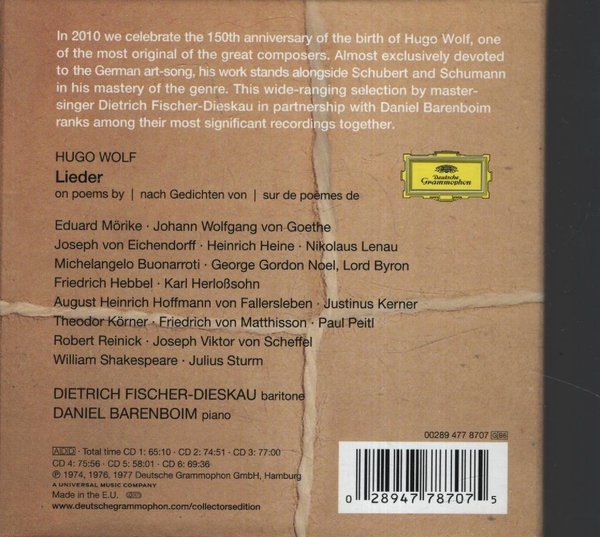 In 2010 we celebrate the 150th anniversary of the birth of Hugo Wolf, one
of the most original of the great composers. Almost exclusively devoted
to the German art-song, his work stands alongside Schubert and Schumann
in his mastery of the genre. This wide-ranging selection by master-
singer Dietrich Fischer-Dieskau in partnership with Daniel Barenboim
ranks among their most significant recordings together.
HUGO WOLF
Lieder
on poems by | nach Gedichten von | sur de poèmes de
Deutsche
Grammophon
Eduard Mörike · Johann Wolfgang von Goethe
Joseph von Eichendorff · Heinrich Heine · Nikolaus Lenau
Michelangelo Buonarroti · George Gordon Noel, Lord Byron
Friedrich Hebbel · Karl Herloßsohn
August Heinrich Hoffmann von Fallersleben · Justinus Kerner
Theodor Körner · Friedrich von Matthisson · Paul Peitl
Robert Reinick · Joseph Viktor von Scheffel
William Shakespeare · Julius Sturm
DIETRICH FISCHER-DIESKAU baritone
DANIEL BARENBOIM piano
ADD · Total time CD 1: 65:10 · CD 2: 74:51 · CD 3: 77:00
CD 4: 75:56 · CD 5: 58:01 · CD 6: 69:36
℗ 1974, 1976, 1977 Deutsche Grammophon GmbH, Hamburg
A UNIVERSAL MUSIC COMPANY
Made in the E.U.
www.deutschegrammophon.com/collectorsedition
00289 477 8707 GB6
0 28947 78707 5